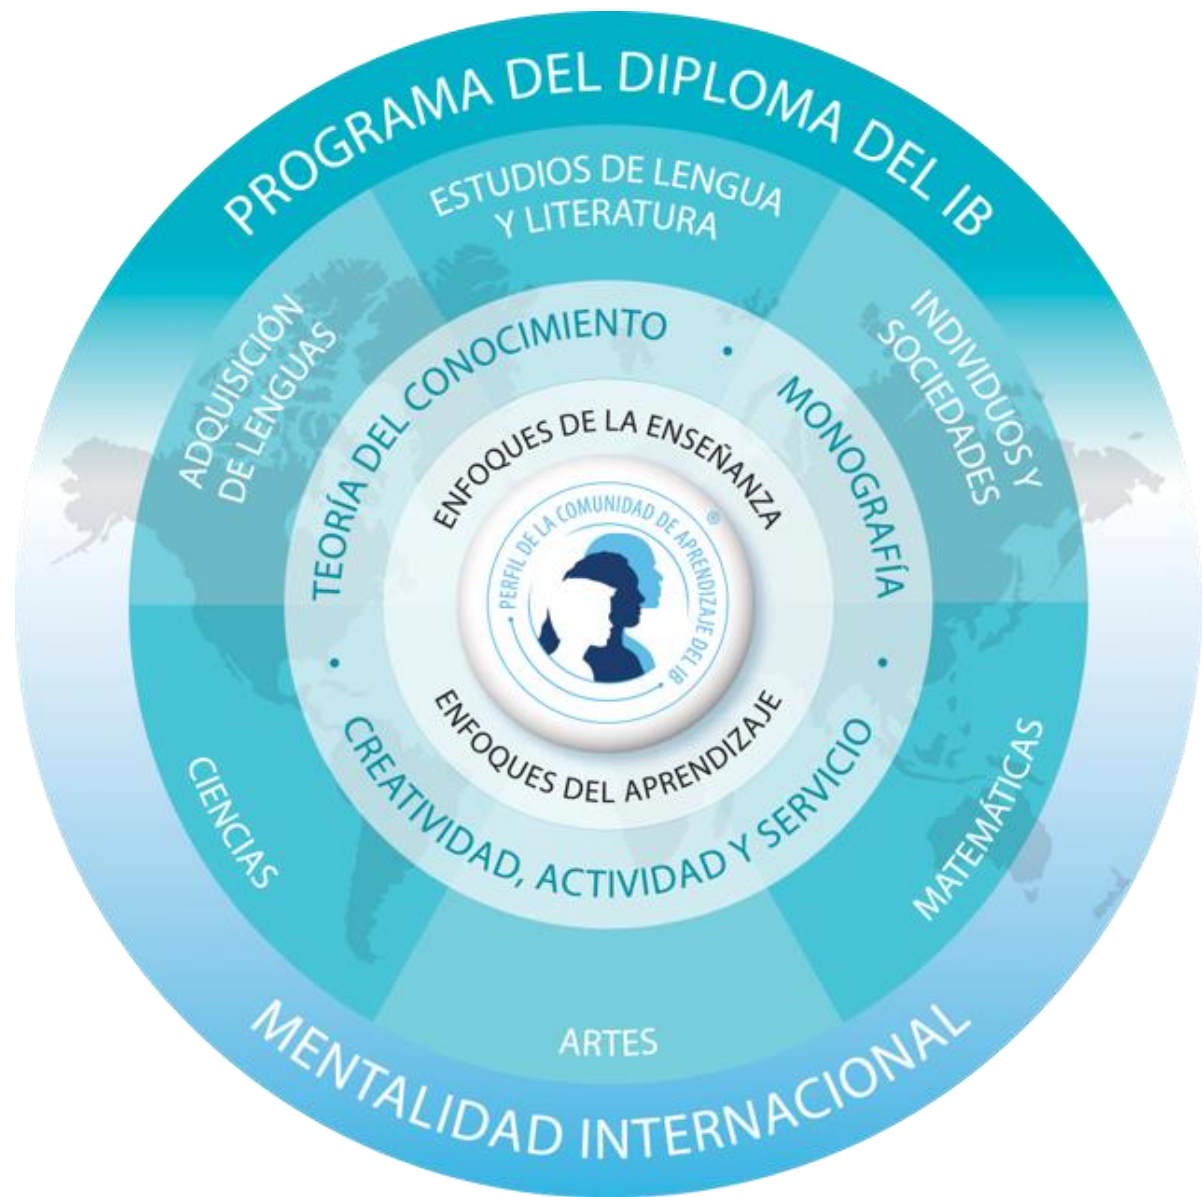 PROGRAMA DEL DIPLOMA DEL IB
ESTUDIOS DE LENGUA
Y LITERATURA
ADQUISICIÓN
DE LENGUAS
INDIVIDUOS Y
SOCIEDADES
TEORÍA DEL CONOCIMIENTO
MONOGRAFÍA
ENFOQUES DE LA ENSEÑANZA
PERFIL DE LA COMUNIDAD DE APRENDIZAJE DEL IB
®
ENFOQUES DEL APRENDIZAJE
CREATIVIDAD, ACTIVIDAD Y SERVICIO
CIENCIAS
MATEMÁTICAS
ARTES
MENTALIDAD INTERNACIONAL